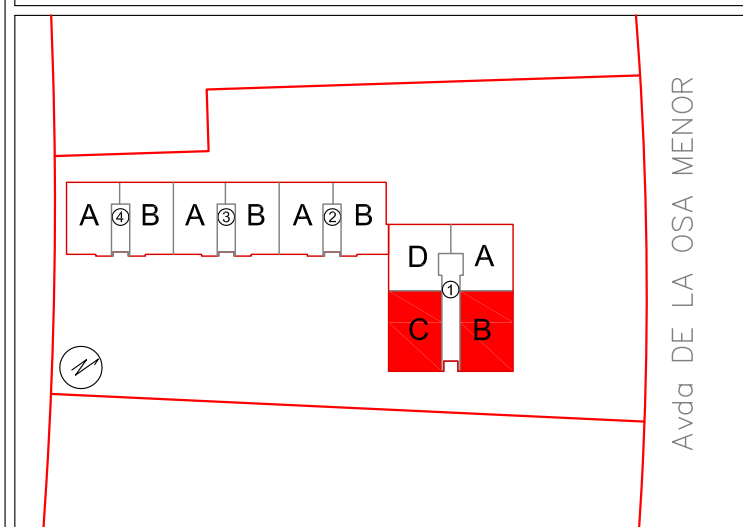 A 4 B A 3 B A 2 B
D A
1
C B
N
Avda DE LA OSA MENOR